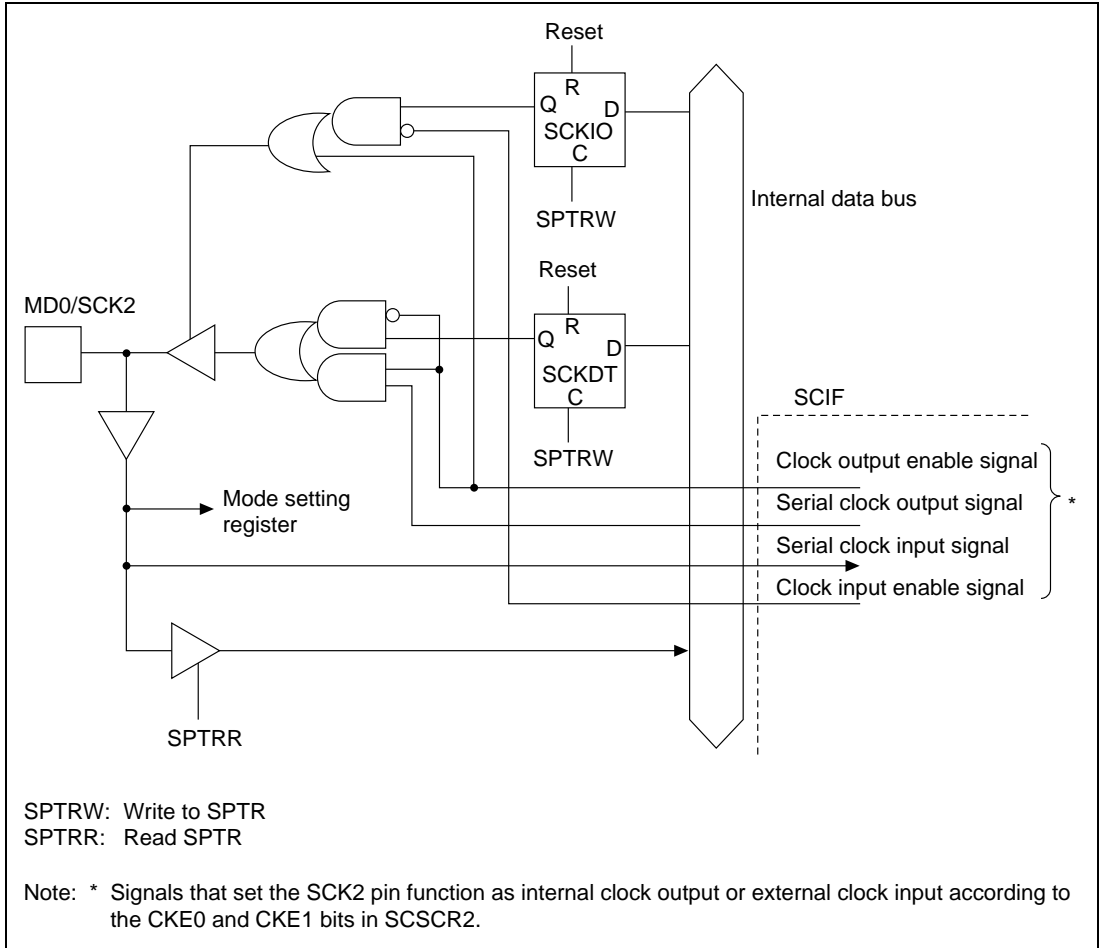 Reset
R
Q
D
SCKIO
C
SPTRW
Internal data bus
Reset
MD0/SCK2
R
Q
D
SCKDT
C
SPTRW
SCIF
Clock output enable signal
Serial clock output signal
Serial clock input signal
Clock input enable signal
*
Mode setting
register
SPTRR
SPTRW: Write to SPTR
SPTRR: Read SPTR
Note: * Signals that set the SCK2 pin function as internal clock output or external clock input according to
the CKE0 and CKE1 bits in SCSCR2.